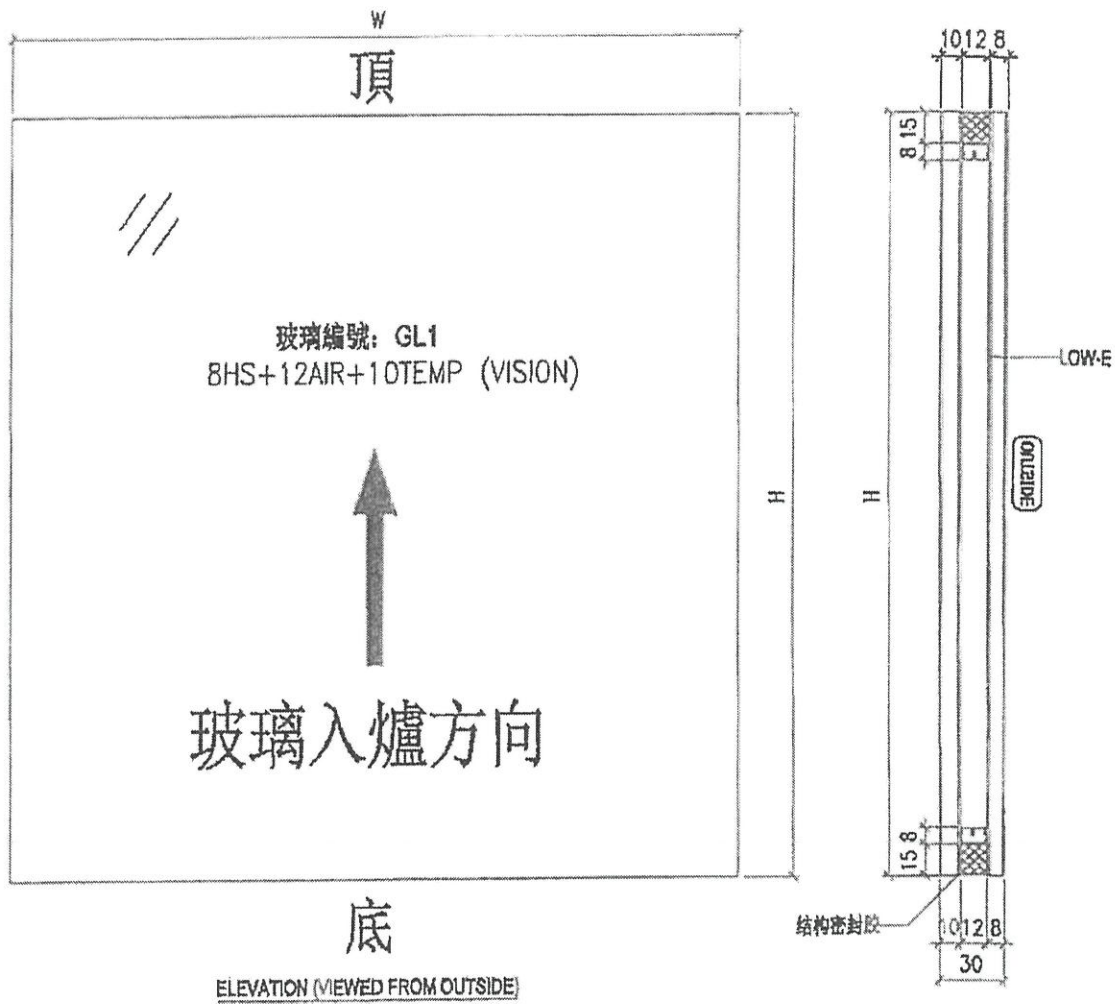 W
10 12 8
頂
15
8
玻璃編號：GL1
8HS+12AIR+10TEMP (VISION)
LOW-E
H
H
OUTSIDE
玻璃入爐方向
8
15
结构密封胶
10 12 8
30
底
ELEVATION (VIEWED FROM OUTSIDE)